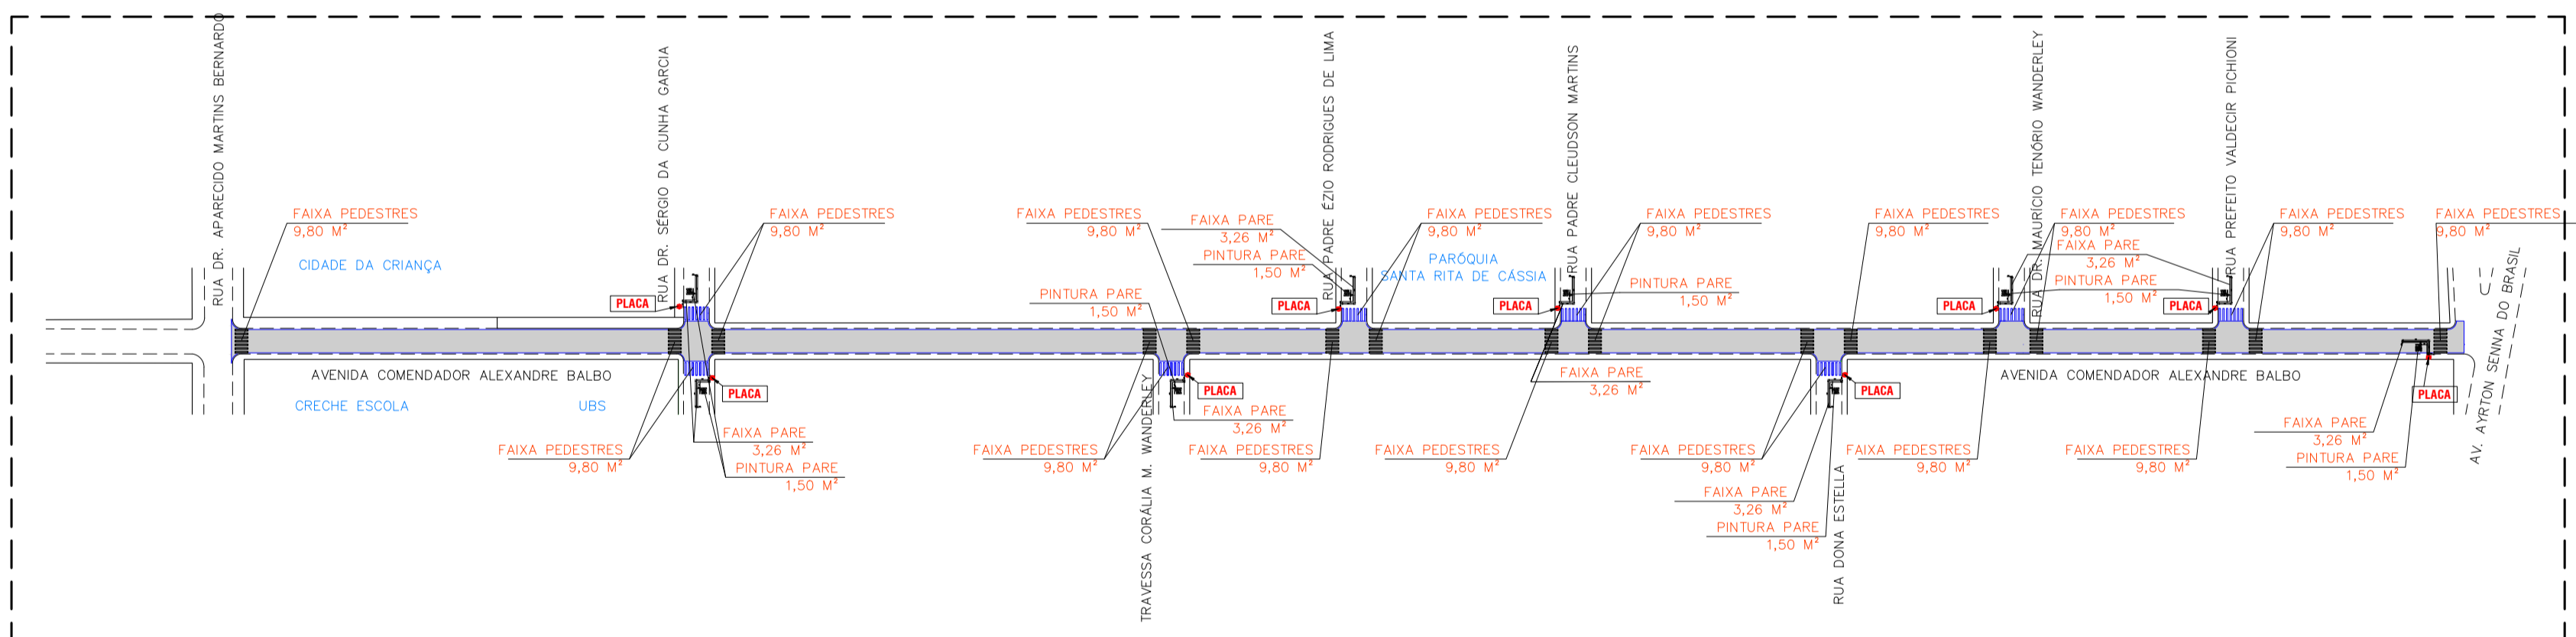 RUA DR. APARECIDO MARTINS BERNARDO
RUA DR. SÉRGIO DA CUNHA GARCIA
RUA PADRE ÉZIO RODRIGUES DE LIMA
RUA PADRE CLEUDSON MARTINS
RUA DR. MAURÍCIO TENÓRIO WANDERLEY
RUA PREFEITO VALDECIR PICHIONI
FAIXA PEDESTRES
9,80 M²
FAIXA PEDESTRES
9,80 M²
FAIXA PEDESTRES
9,80 M²
FAIXA PARE
3,26 M²
PINTURA PARE
1,50 M²
FAIXA PEDESTRES
9,80 M²
FAIXA PEDESTRES
9,80 M²
FAIXA PEDESTRES
9,80 M²
FAIXA PEDESTRES
9,80 M²
FAIXA PARE
3,26 M²
PINTURA PARE
1,50 M²
FAIXA PEDESTRES
9,80 M²
FAIXA PEDESTRES
9,80 M²
CIDADE DA CRIANÇA
PARÓQUIA
SANTA RITA DE CÁSSIA
PINTURA PARE
1,50 M²
PINTURA PARE
1,50 M²
PLACA
PLACA
PLACA
PLACA
PLACA
AVENIDA COMENDADOR ALEXANDRE BALBO
AVENIDA COMENDADOR ALEXANDRE BALBO
CRECHE ESCOLA
UBS
PLACA
PLACA
PLACA
PLACA
FAIXA PARE
3,26 M²
FAIXA PARE
3,26 M²
FAIXA PEDESTRES
9,80 M²
FAIXA PARE
3,26 M²
PINTURA PARE
1,50 M²
FAIXA PEDESTRES
9,80 M²
FAIXA PEDESTRES
9,80 M²
FAIXA PEDESTRES
9,80 M²
FAIXA PEDESTRES
9,80 M²
FAIXA PARE
3,26 M²
PINTURA PARE
1,50 M²
FAIXA PEDESTRES
9,80 M²
FAIXA PEDESTRES
9,80 M²
FAIXA PARE
3,26 M²
PINTURA PARE
1,50 M²
TRAVESSA CORÁLIA M. WANDERLEY
RUA DONA ESTELLA
AV. AYRTON SENNA DO BRASIL